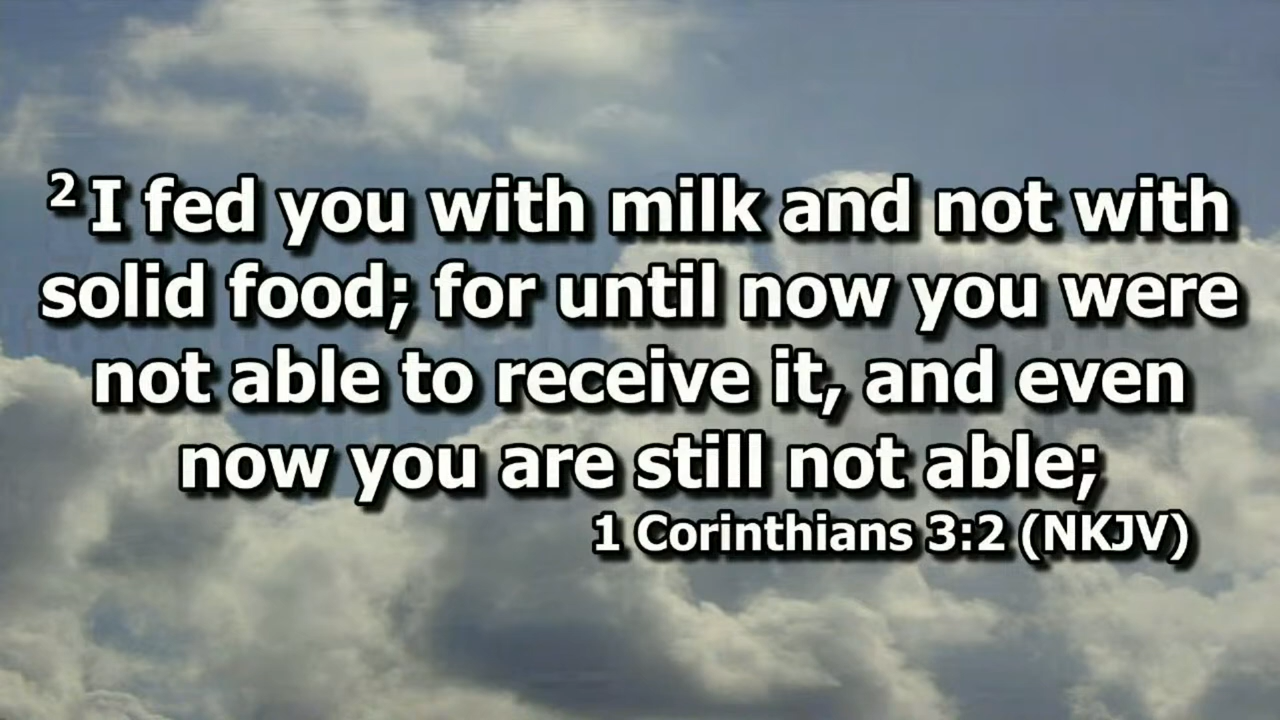 2 I fed you with milk and not with
solid food; for until now you were
not able to receive it, and even
now you are still not able;
1 Corinthians 3:2 (NKJV)